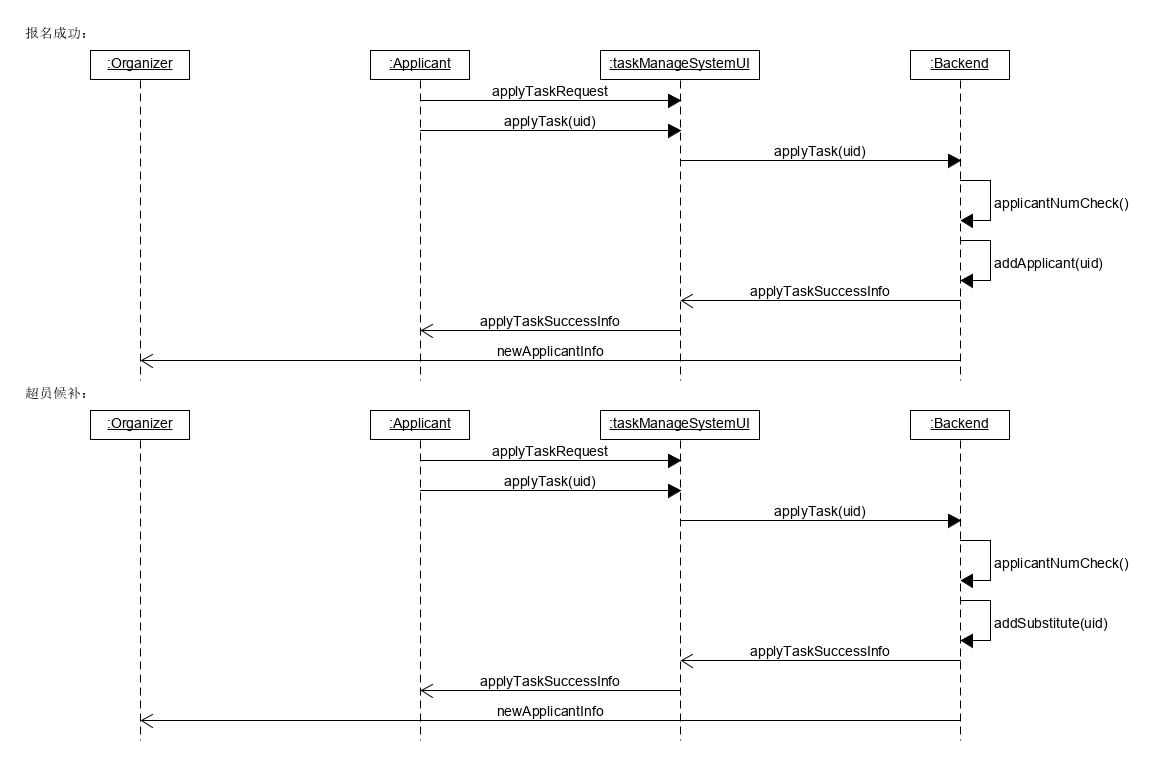 报名成功：
:Organizer
:Applicant
:taskManageSystemUI
:Backend
applyTaskRequest
applyTask(uid)
applyTask(uid)
applicantNumCheck()
addApplicant(uid)
applyTaskSuccessInfo
applyTaskSuccessInfo
newApplicantInfo
超员候补：
:Organizer
:Applicant
:taskManageSystemUI
:Backend
applyTaskRequest
applyTask(uid)
applyTask(uid)
applicantNumCheck()
addSubstitute(uid)
applyTaskSuccessInfo
applyTaskSuccessInfo
newApplicantInfo